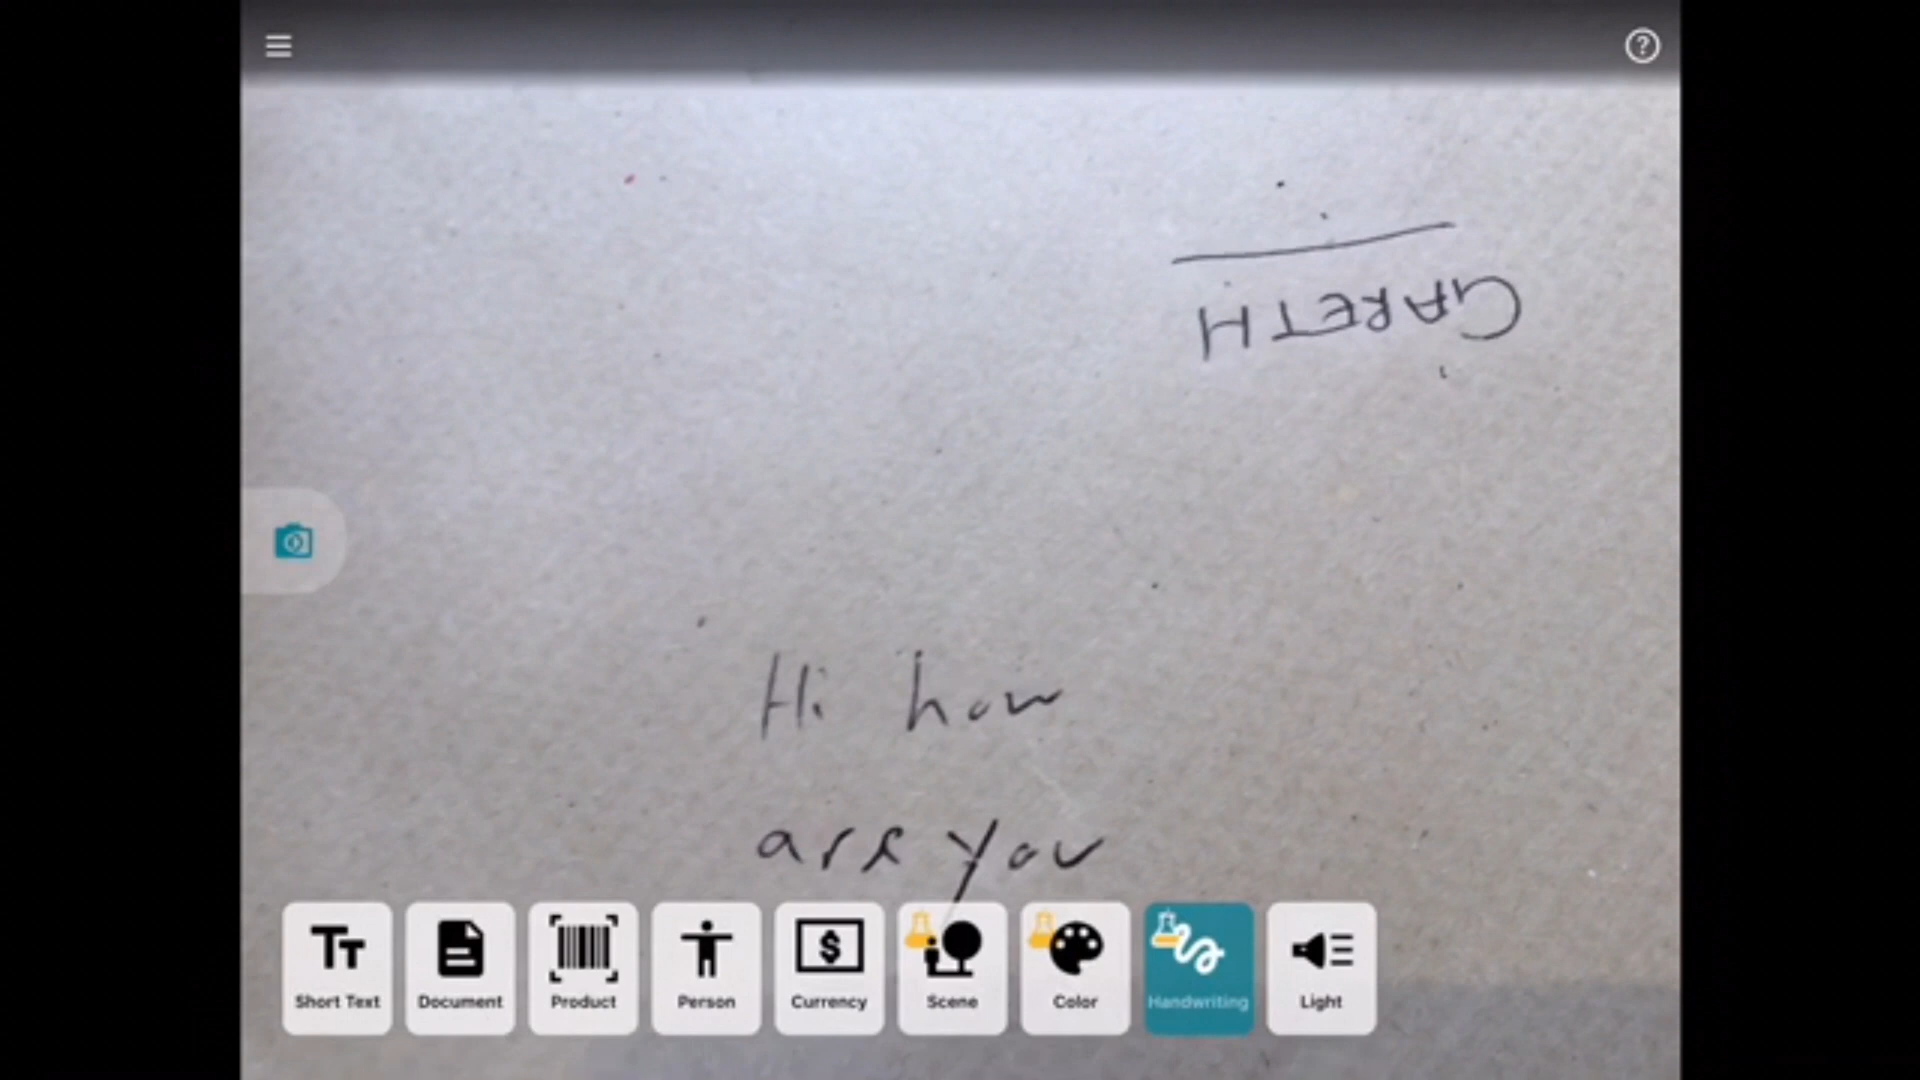 GARETH
Hi how
are you
Short Text
Document
Product
Person
Currency
Scene
Color
Handwriting
Light